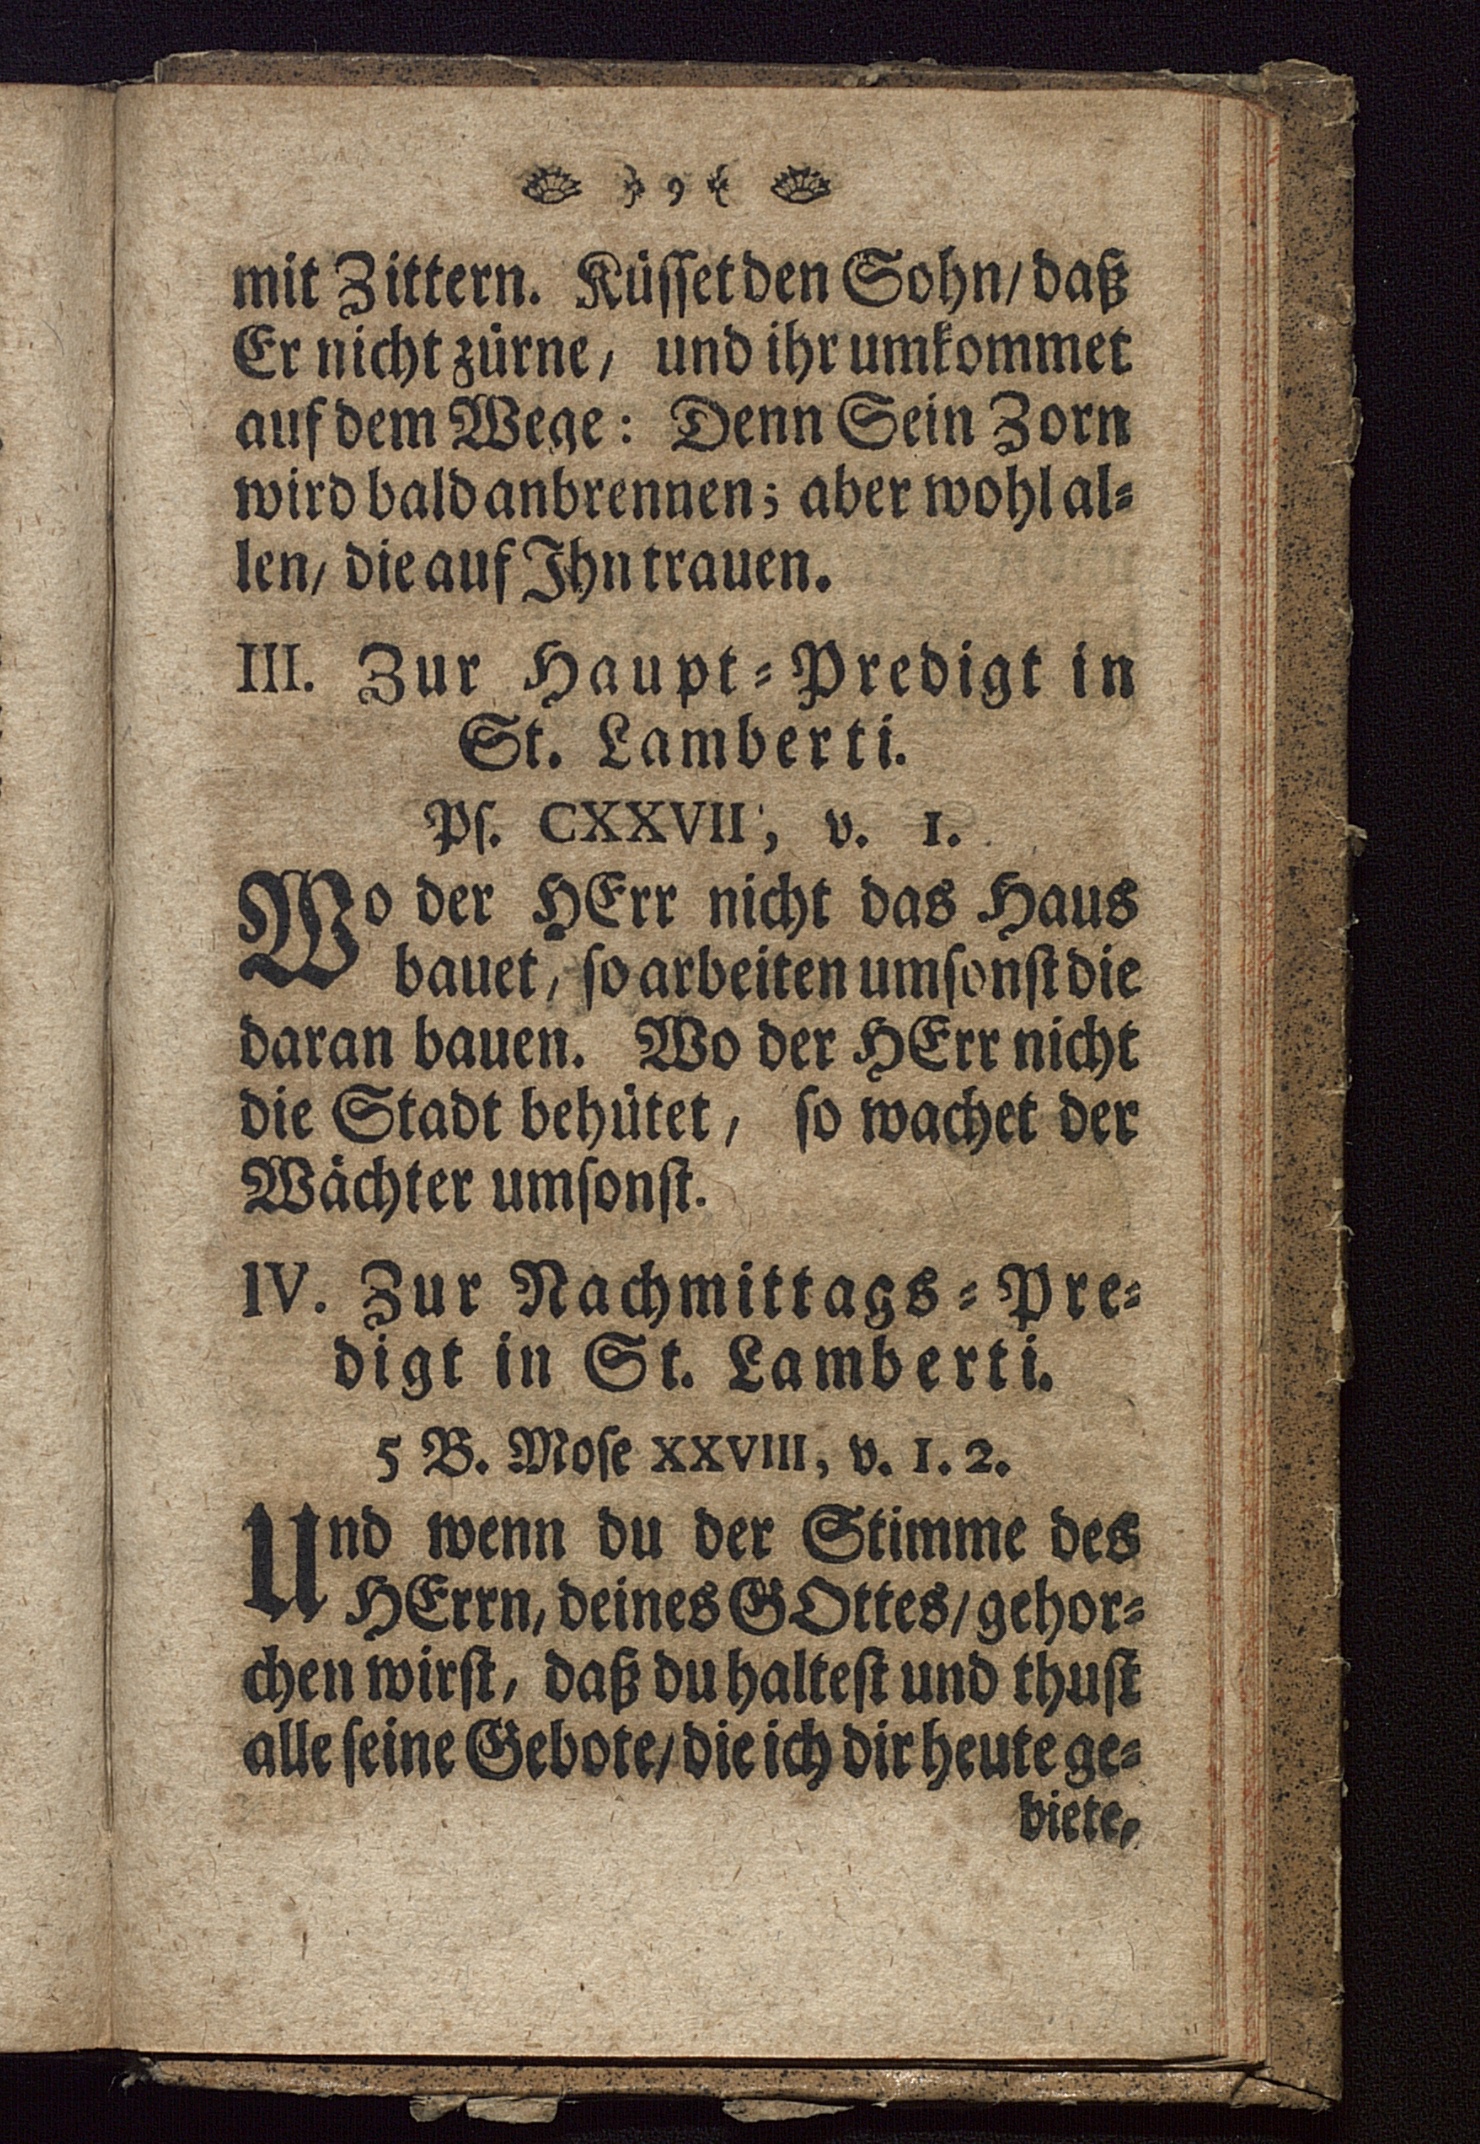 9
mit Zittern. Küſſet den Sohn/ daß
Er nicht zürne/ und ihr umkommet
auf dem Wege: Denn Sein Zorn
wird bald anbrennen; aber wohl al⸗
len/ die auf Ihn trauen.
III. Zur Haupt⸗Predigt in
St. Lamberti.
Pſ. CXXVII, v. 1.
Wo der HErr nicht das Haus
bauet/ ſo arbeiten umſonſt die
daran bauen. Wo der HErr nicht
die Stadt behütet/ ſo wachet der
Wächter umſonſt.
IV. Zur Nachmittags⸗Pre⸗
digt in St. Lamberti.
5 B. Moſe XXVIII, v. 1. 2.
Und wenn du der Stimme des
HErrn/ deines GOttes/ gehor⸗
chen wirſt/ daß du halteſt und thuſt
alle ſeine Gebote/ die ich dir heute ge⸗
biete/